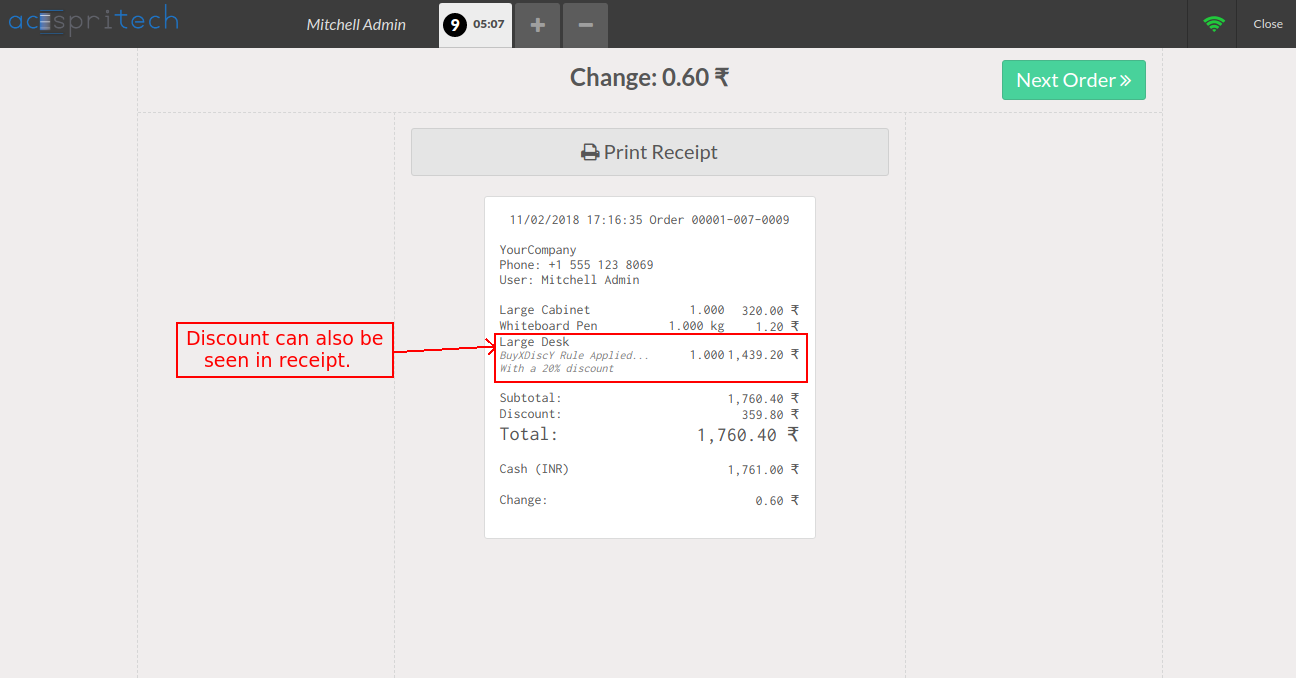 acespritech
Mitchell Admin
9 05:07
+
−
Close
Change: 0.60 ₹
Next Order »
Print Receipt
11/02/2018 17:16:35 Order 00001-007-0009
YourCompany
Phone: +1 555 123 8069
User: Mitchell Admin
Large Cabinet 1.000 320.00 ₹
Whiteboard Pen 1.000 kg 1.20 ₹
Large Desk
BuyXDiscY Rule Applied... 1.000 1,439.20 ₹
With a 20% discount
Discount can also be
seen in receipt.
Subtotal: 1,760.40 ₹
Discount: 359.80 ₹
Total: 1,760.40 ₹
Cash (INR) 1,761.00 ₹
Change: 0.60 ₹